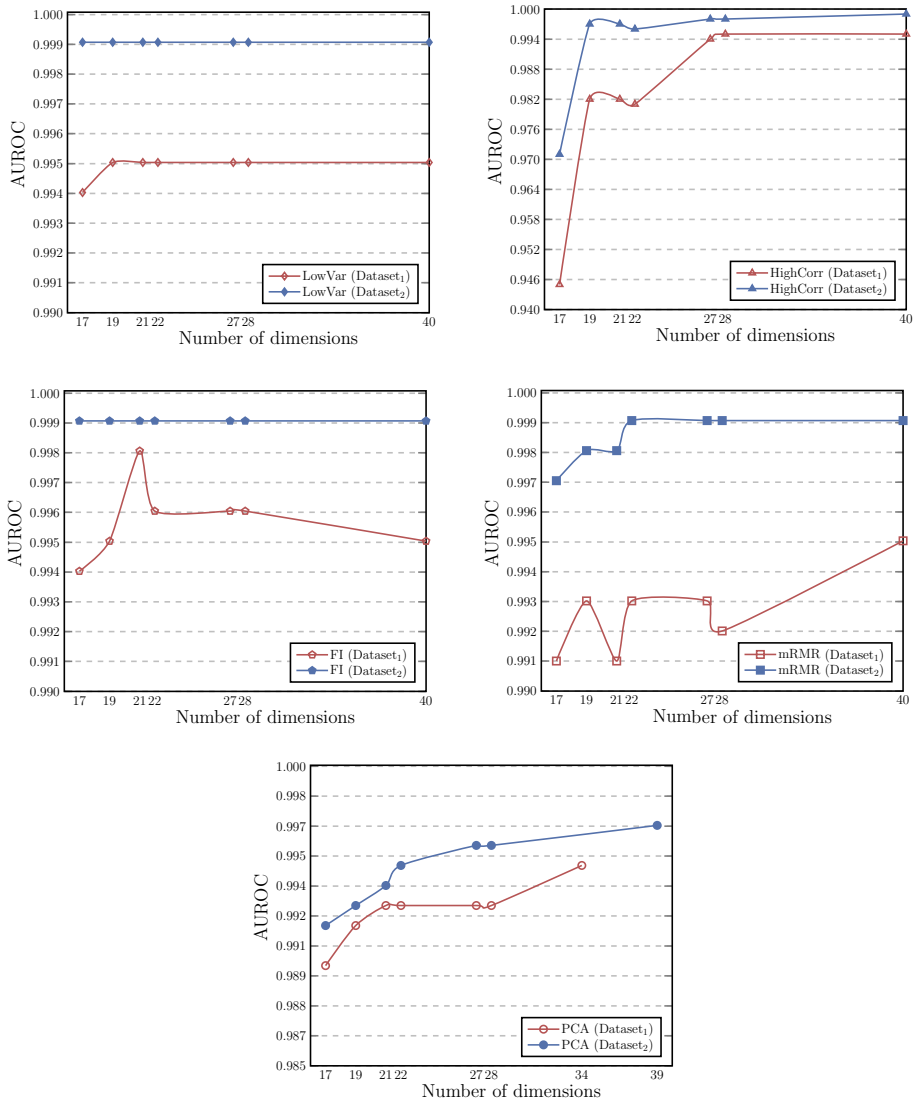 1.000
0.999
0.998
0.997
0.996
0.995
0.994
0.993
0.992
0.991
0.990
AUROC
17 19 21 22 27 28 40
Number of dimensions
LowVar (Dataset₁)
LowVar (Dataset₂)
1.000
0.994
0.988
0.982
0.976
0.970
0.964
0.958
0.952
0.946
0.940
AUROC
17 19 21 22 27 28 40
Number of dimensions
HighCorr (Dataset₁)
HighCorr (Dataset₂)
1.000
0.999
0.998
0.997
0.996
0.995
0.994
0.993
0.992
0.991
0.990
AUROC
17 19 21 22 27 28 40
Number of dimensions
FI (Dataset₁)
FI (Dataset₂)
1.000
0.999
0.998
0.997
0.996
0.995
0.994
0.993
0.992
0.991
0.990
AUROC
17 19 21 22 27 28 40
Number of dimensions
mRMR (Dataset₁)
mRMR (Dataset₂)
1.000
0.998
0.997
0.995
0.994
0.992
0.991
0.989
0.988
0.987
0.985
AUROC
17 19 21 22 27 28 34 39
Number of dimensions
PCA (Dataset₁)
PCA (Dataset₂)